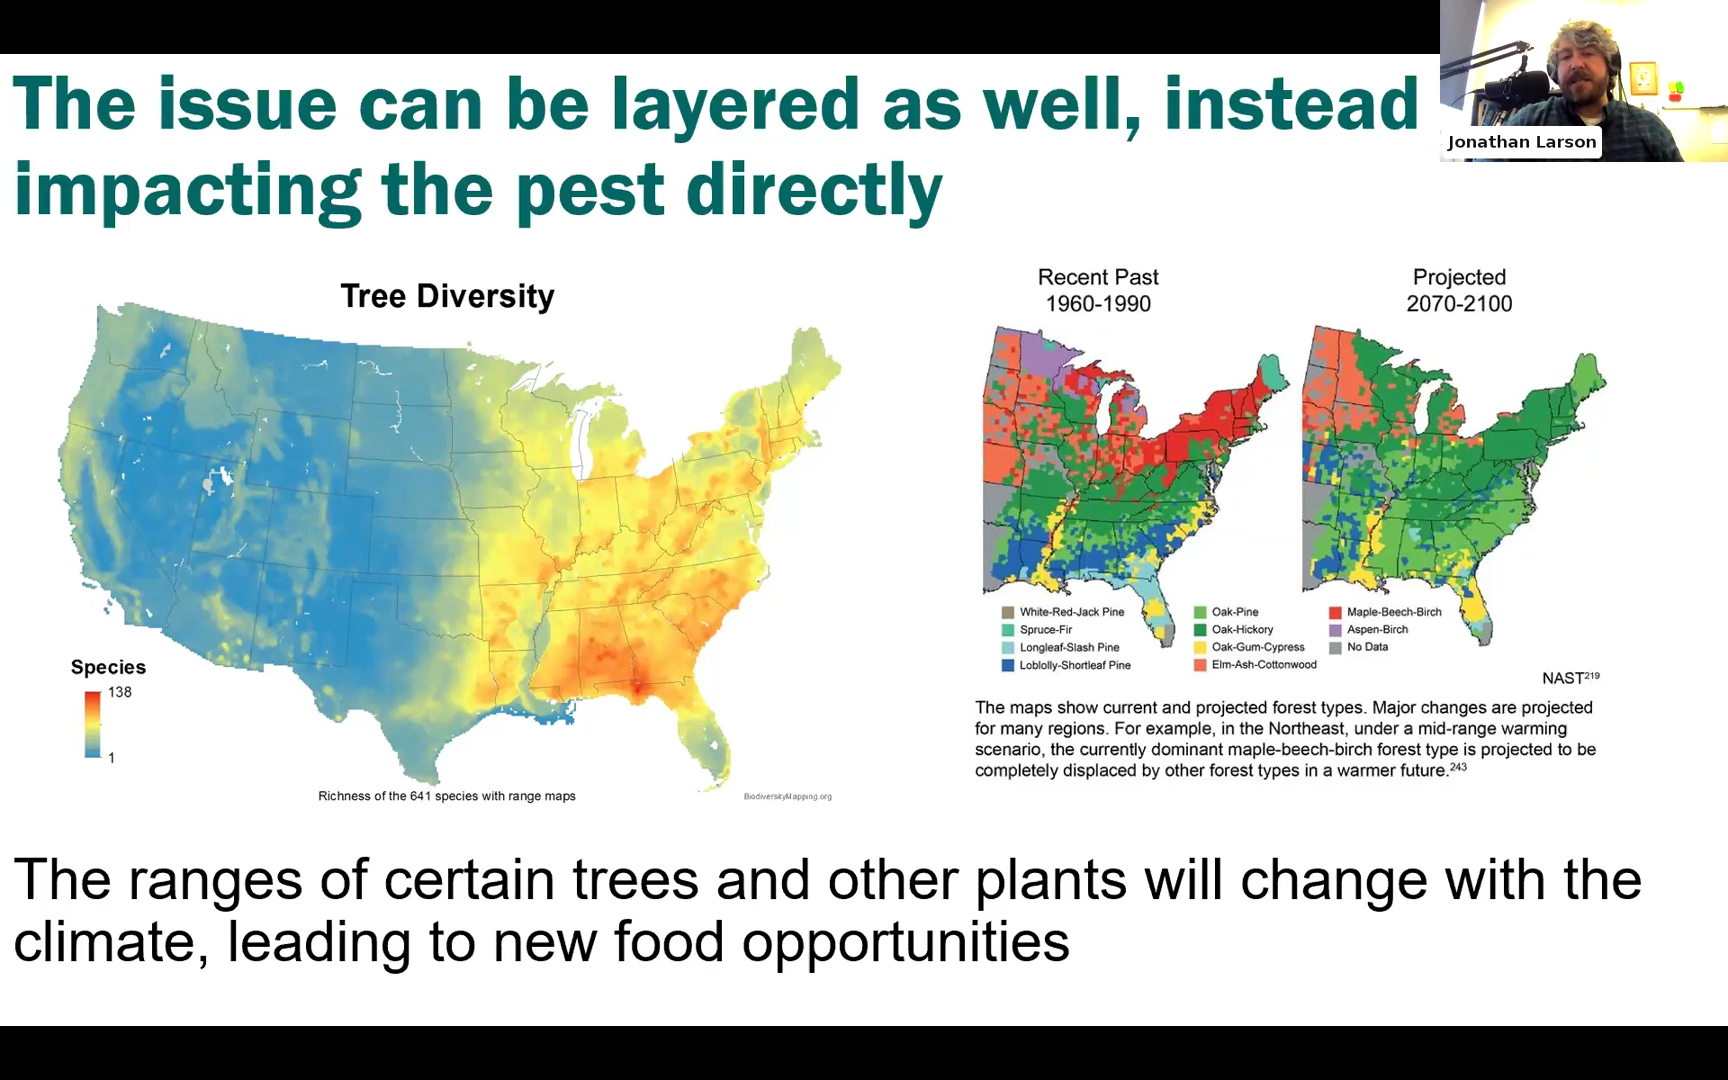 The issue can be layered as well, instead
impacting the pest directly
Jonathan Larson
Tree Diversity
Species
138
1
Richness of the 641 species with range maps
BiodiversityMapping.org
Recent Past
1960-1990
Projected
2070-2100
White-Red-Jack Pine
Spruce-Fir
Longleaf-Slash Pine
Loblolly-Shortleaf Pine
Oak-Pine
Oak-Hickory
Oak-Gum-Cypress
Elm-Ash-Cottonwood
Maple-Beech-Birch
Aspen-Birch
No Data
NAST219
The maps show current and projected forest types. Major changes are projected
for many regions. For example, in the Northeast, under a mid-range warming
scenario, the currently dominant maple-beech-birch forest type is projected to be
completely displaced by other forest types in a warmer future.243
The ranges of certain trees and other plants will change with the
climate, leading to new food opportunities